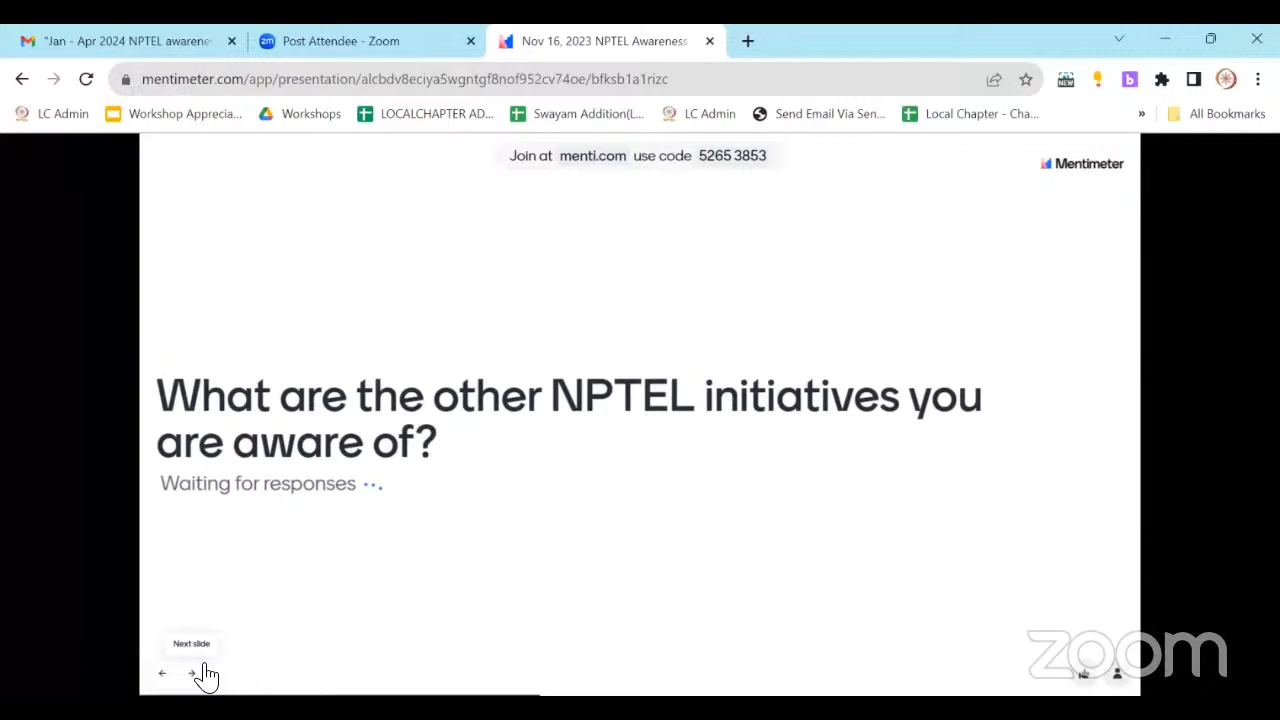 "Jan - Apr 2024 NPTEL awarene
zm Post Attendee - Zoom
Nov 16, 2023 NPTEL Awareness
mentimeter.com/app/presentation/alcbdv8eciya5wgntgf8nof952cv74oe/bfksb1a1rizc
NEW
b
LC Admin
Workshop Apprecia...
Workshops
LOCALCHAPTER AD...
Swayam Addition(L...
LC Admin
Send Email Via Sen...
Local Chapter - Cha...
»
All Bookmarks
Join at menti.com use code 5265 3853
Mentimeter
What are the other NPTEL initiatives you
are aware of?
Waiting for responses
Next slide
zoom